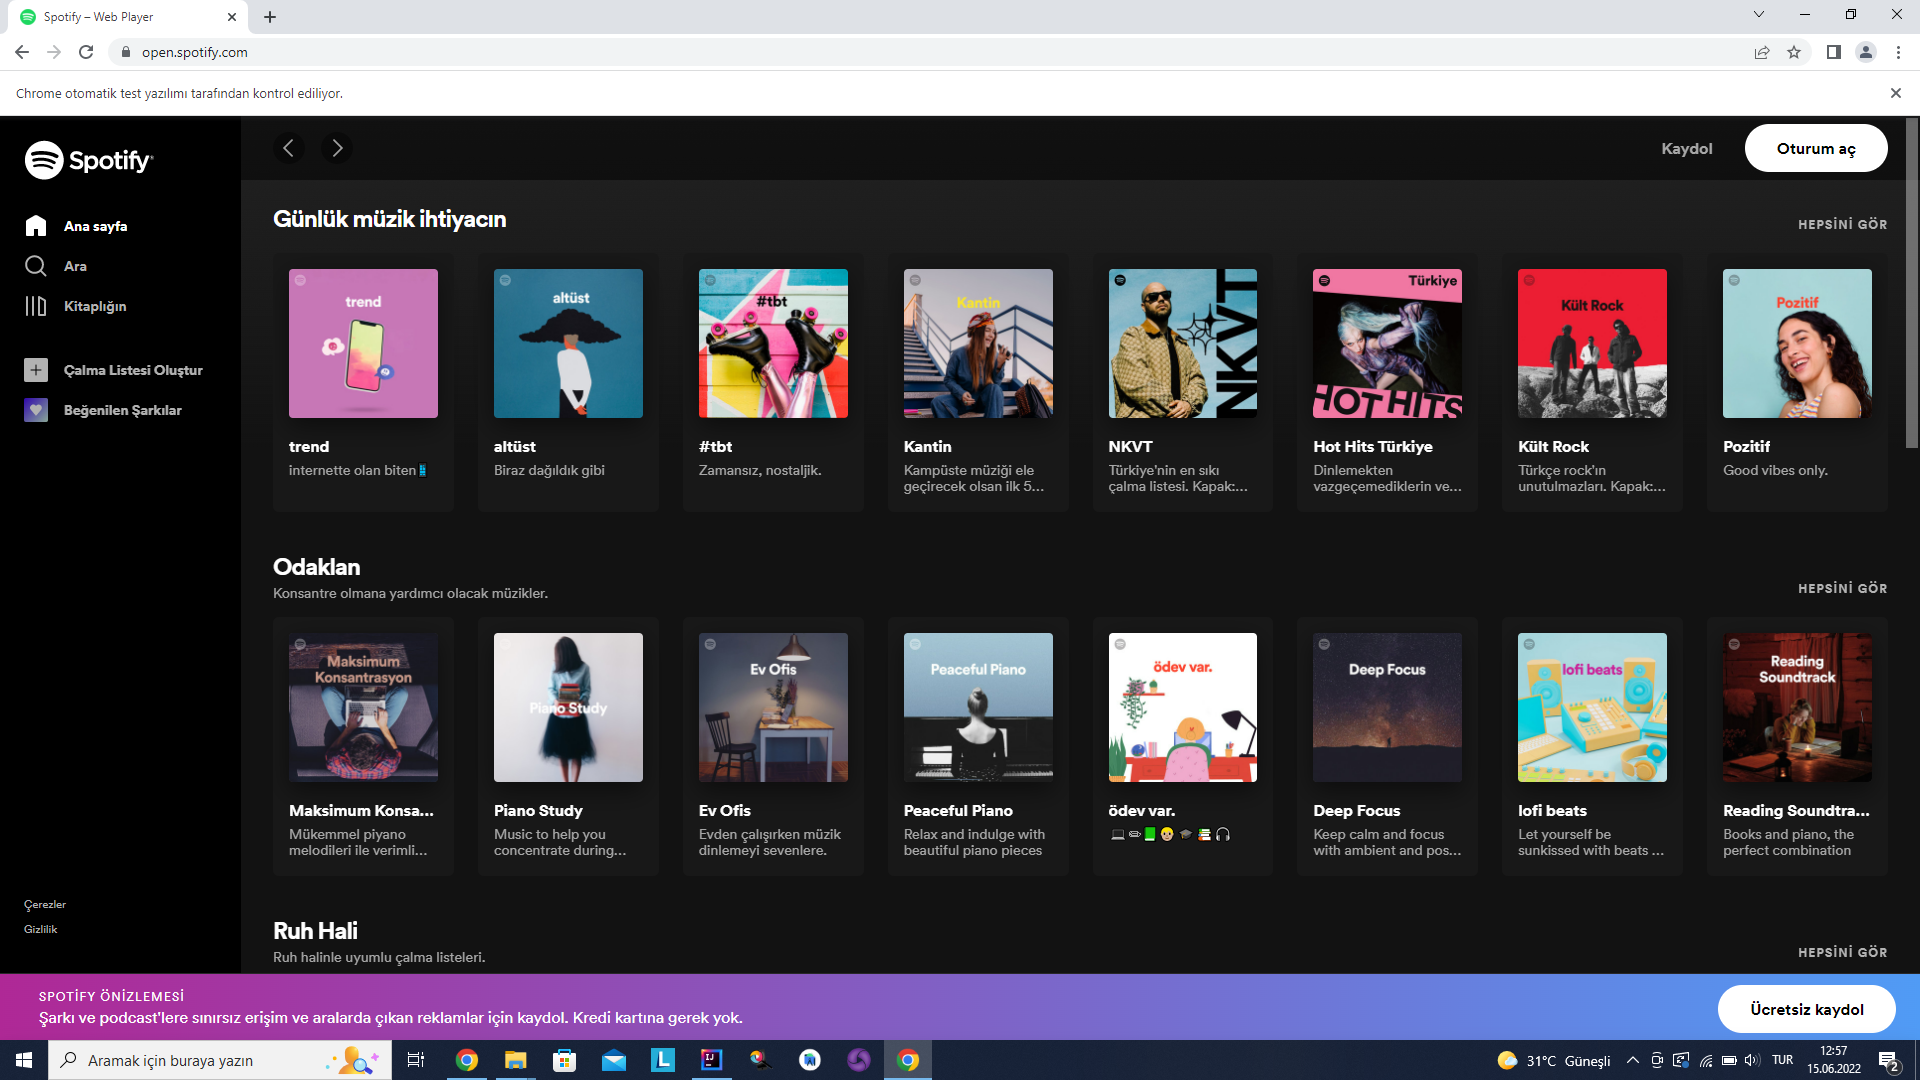 Spotify – Web Player
open.spotify.com
Chrome otomatik test yazılımı tarafından kontrol ediliyor.
Spotify
Kaydol
Oturum aç
Ana sayfa
Ara
Kitaplığın
Çalma Listesi Oluştur
Beğenilen Şarkılar
Çerezler
Gizlilik
Günlük müzik ihtiyacın
HEPSİNİ GÖR
trend
altüst
#tbt
Kantin
NKVT
Türkiye
HOT HITS
Kült Rock
Pozitif
trend
internette olan biten
altüst
Biraz dağıldık gibi
#tbt
Zamansız, nostaljik.
Kantin
Kampüste müziği ele
geçirecek olsan ilk 5...
NKVT
Türkiye'nin en sıkı
çalma listesi. Kapak:...
Hot Hits Türkiye
Dinlemekten
vazgeçemediklerin ve...
Kült Rock
Türkçe rock'ın
unutulmazları. Kapak:...
Pozitif
Good vibes only.
Odaklan
Konsantre olmana yardımcı olacak müzikler.
HEPSİNİ GÖR
Maksimum
Konsantrasyon
Piano Study
Ev Ofis
Peaceful Piano
ödev var.
Deep Focus
lofi beats
Reading
Soundtrack
Maksimum Konsa...
Mükemmel piyano
melodileri ile verimli...
Piano Study
Music to help you
concentrate during...
Ev Ofis
Evden çalışırken müzik
dinlemeyi sevenlere.
Peaceful Piano
Relax and indulge with
beautiful piano pieces
ödev var.
Deep Focus
Keep calm and focus
with ambient and pos...
lofi beats
Let yourself be
sunkissed with beats ...
Reading Soundtra...
Books and piano, the
perfect combination
Ruh Hali
Ruh halinle uyumlu çalma listeleri.
HEPSİNİ GÖR
SPOTİFY ÖNİZLEMESİ
Şarkı ve podcast'lere sınırsız erişim ve aralarda çıkan reklamlar için kaydol. Kredi kartına gerek yok.
Ücretsiz kaydol
Aramak için buraya yazın
31°C Güneşli
TUR
12:57
15.06.2022
2